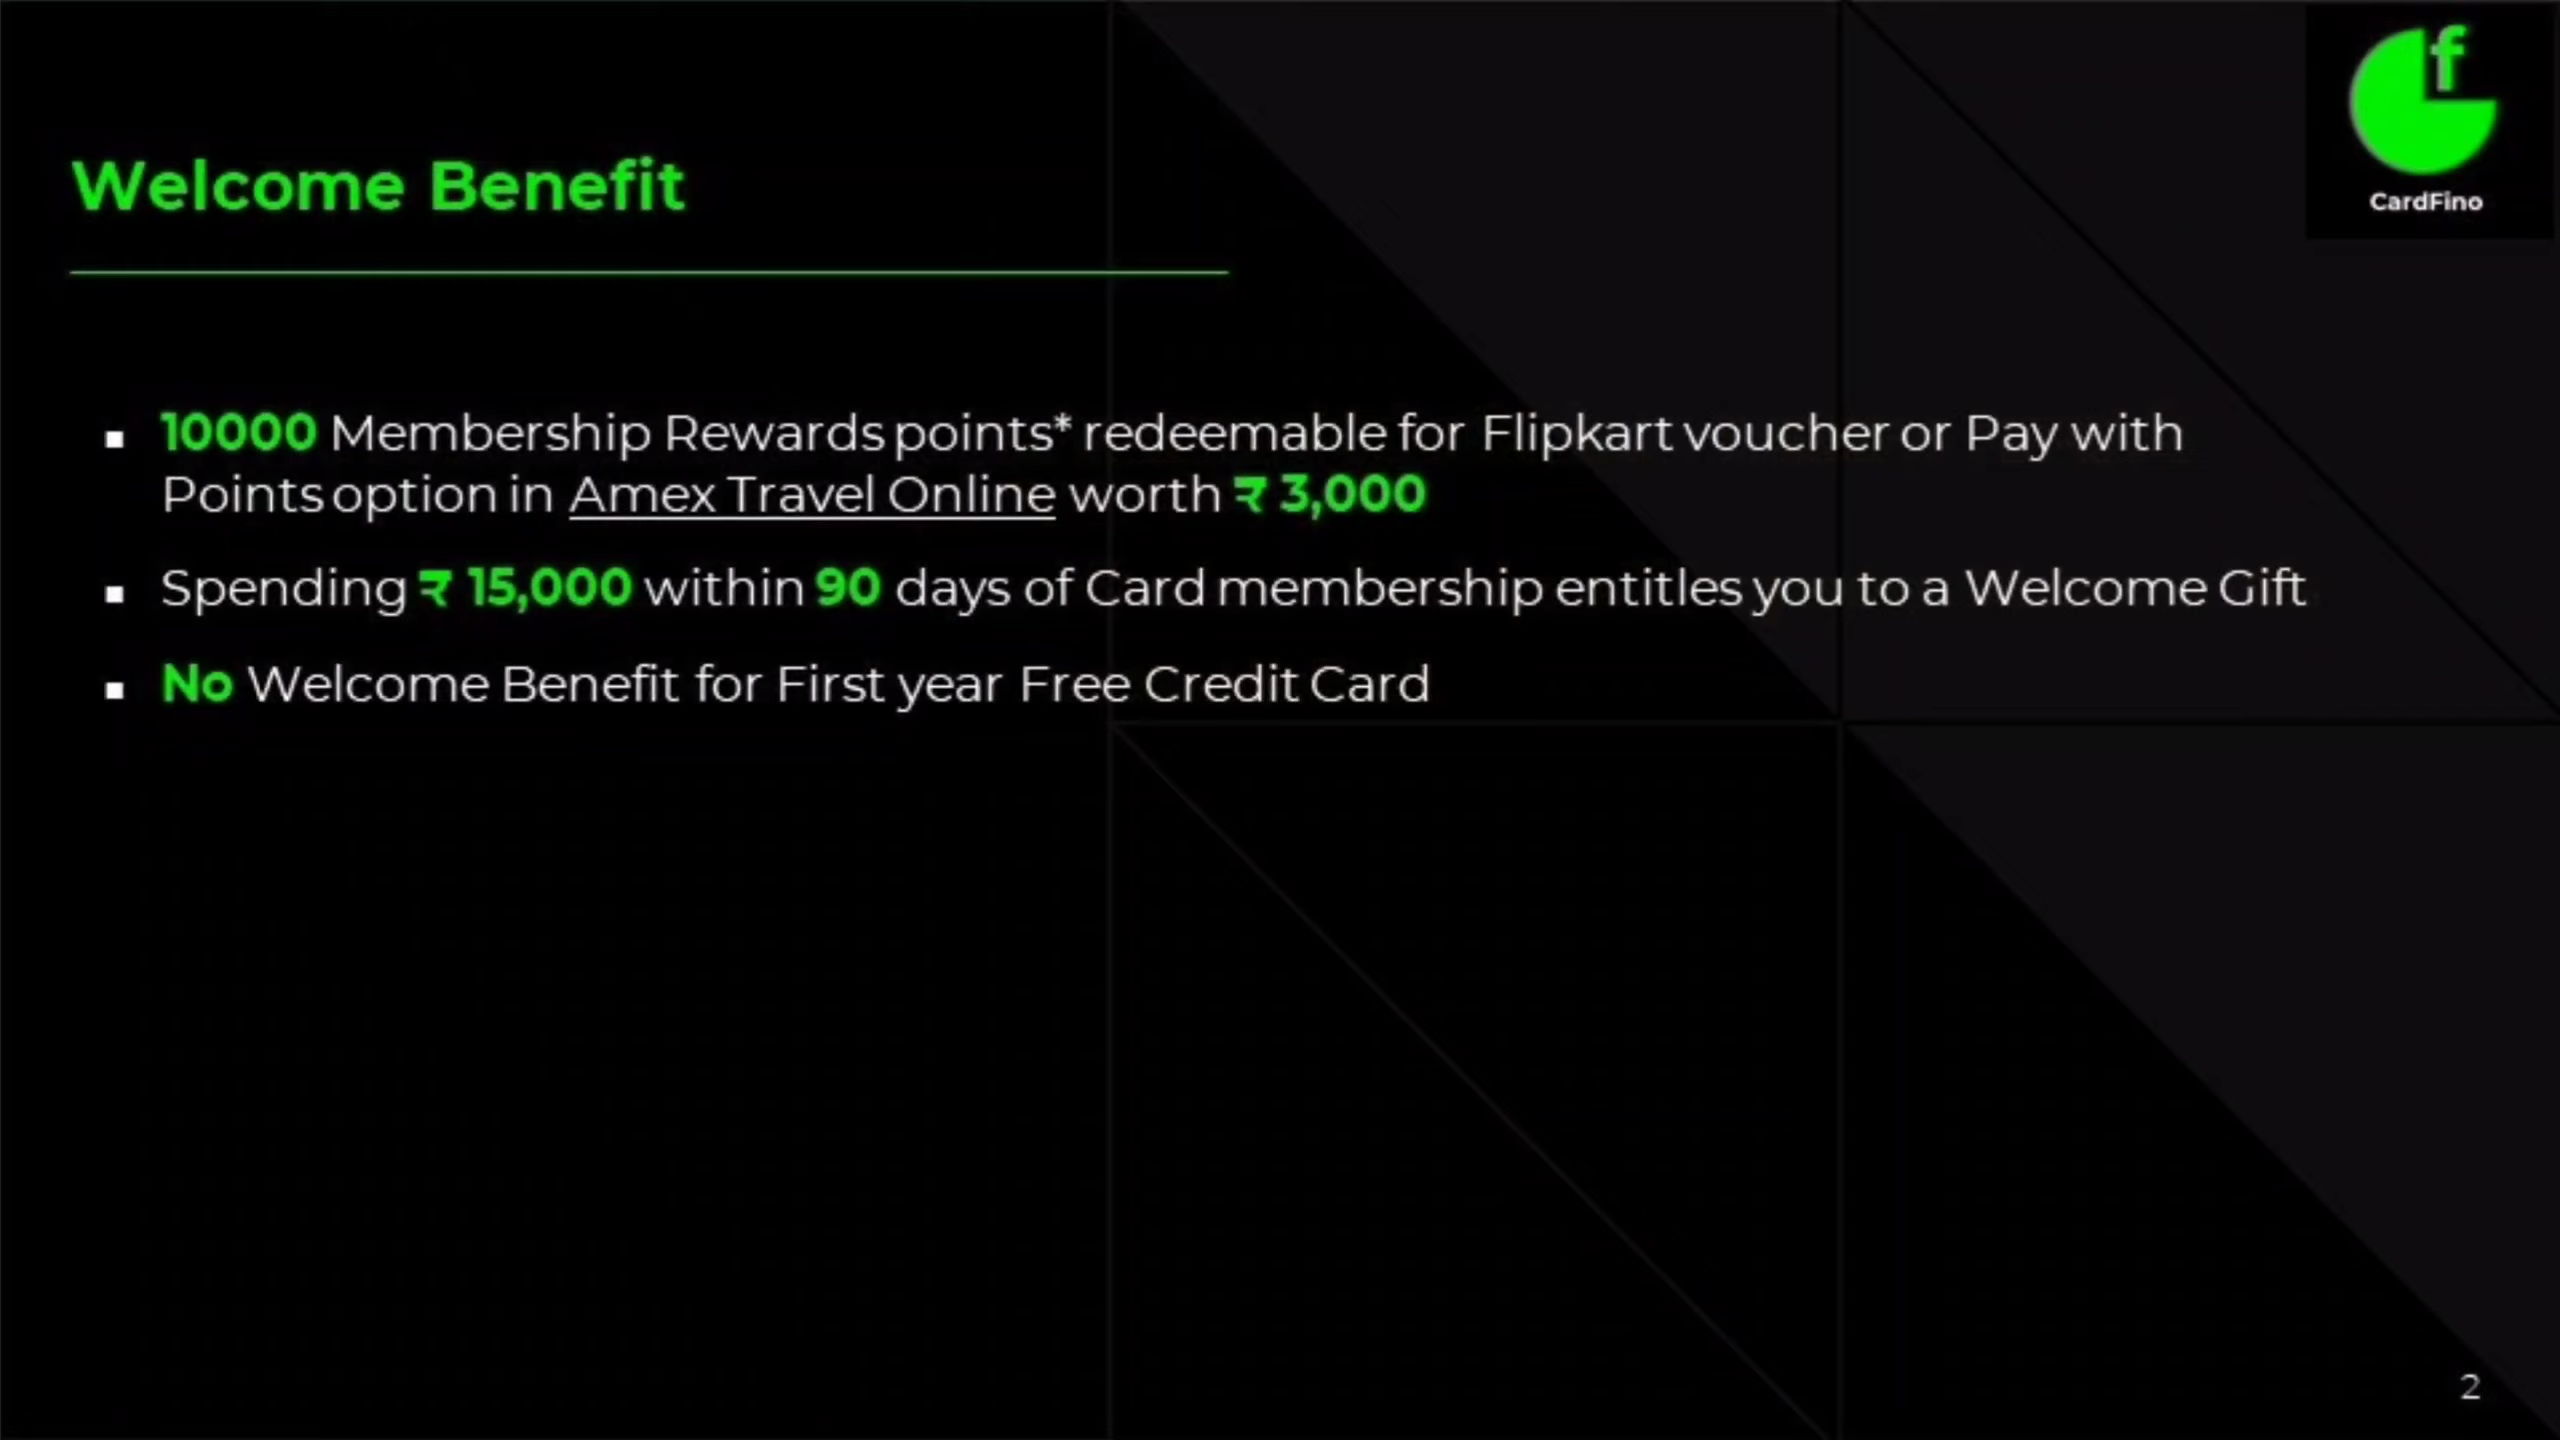 f
CardFino
Welcome Benefit
▪ 10000 Membership Rewards points* redeemable for Flipkart voucher or Pay with
Points option in Amex Travel Online worth ₹ 3,000
▪ Spending ₹ 15,000 within 90 days of Card membership entitles you to a Welcome Gift
▪ No Welcome Benefit for First year Free Credit Card
2